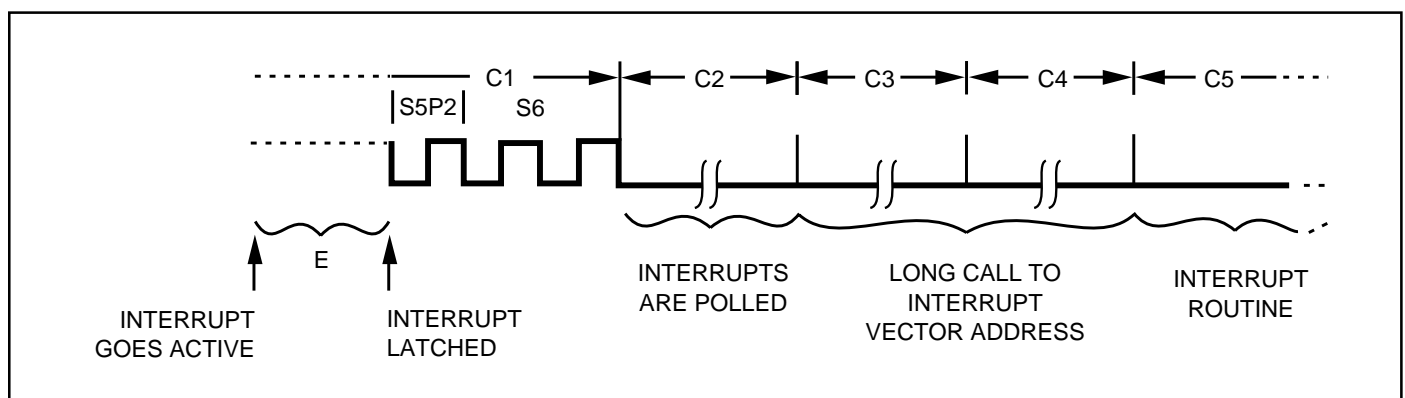 C1
C2
C3
C4
C5
S5P2
S6
E
INTERRUPT
GOES ACTIVE
INTERRUPT
LATCHED
INTERRUPTS
ARE POLLED
LONG CALL TO
INTERRUPT
VECTOR ADDRESS
INTERRUPT
ROUTINE